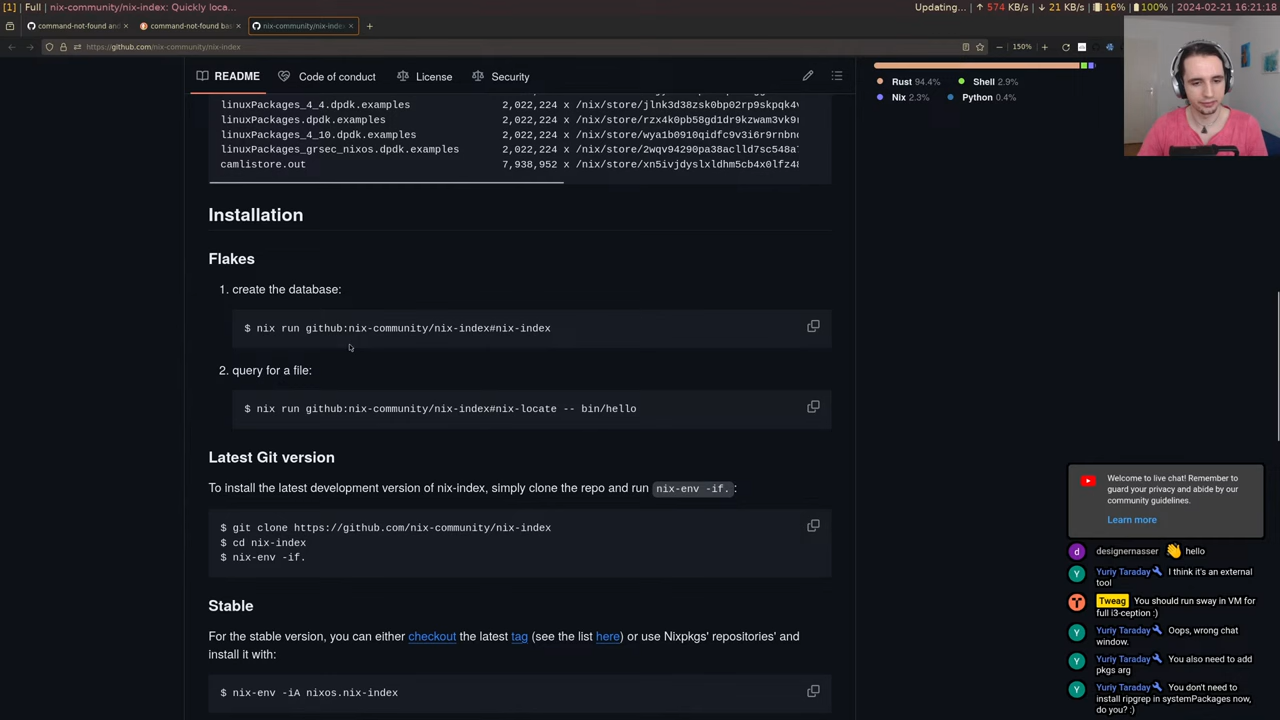 [1] | Full | nix-community/nix-index: Quickly loca…
Updating… | ↑ 574 KB/s | ↓ 21 KB/s | 16% | 100% | 2024-02-21 16:21:18
command-not-found an
command-not-found ba
nix-community/nix-inde
https://github.com/nix-community/nix-index
150%
README
Code of conduct
License
Security
Rust 94.4%
Shell 2.9%
Nix 2.3%
Python 0.4%
linuxPackages_4_4.dpdk.examples 2,022,224 x /nix/store/jlnk3d38zsk0bp02rp9skpqk4v
linuxPackages.dpdk.examples 2,022,224 x /nix/store/rzx4k0pb58gd1dr9kzwam3vk9r
linuxPackages_4_10.dpdk.examples 2,022,224 x /nix/store/wya1b0910qidfc9v3i6r9rnbnc
linuxPackages_grsec_nixos.dpdk.examples 2,022,224 x /nix/store/2wqv94290pa38aclld7sc548a
camlistore.out 7,938,952 x /nix/store/xn5ivjdyslxldhm5cb4x0lfz48
Installation
Flakes
1. create the database:
$ nix run github:nix-community/nix-index#nix-index
2. query for a file:
$ nix run github:nix-community/nix-index#nix-locate -- bin/hello
Latest Git version
To install the latest development version of nix-index, simply clone the repo and run nix-env -if.:
$ git clone https://github.com/nix-community/nix-index
$ cd nix-index
$ nix-env -if.
Stable
For the stable version, you can either checkout the latest tag (see the list here) or use Nixpkgs' repositories' and
install it with:
$ nix-env -iA nixos.nix-index
Welcome to live chat! Remember to
guard your privacy and abide by our
community guidelines.
Learn more
d designernasser 👋 hello
Y Yuriy Taraday I think it's an external
tool
Tweag You should run sway in VM for
full i3-ception :)
Y Yuriy Taraday Oops, wrong chat
window.
Y Yuriy Taraday You also need to add
pkgs arg
Y Yuriy Taraday You don't need to
install ripgrep in systemPackages now,
do you? :)